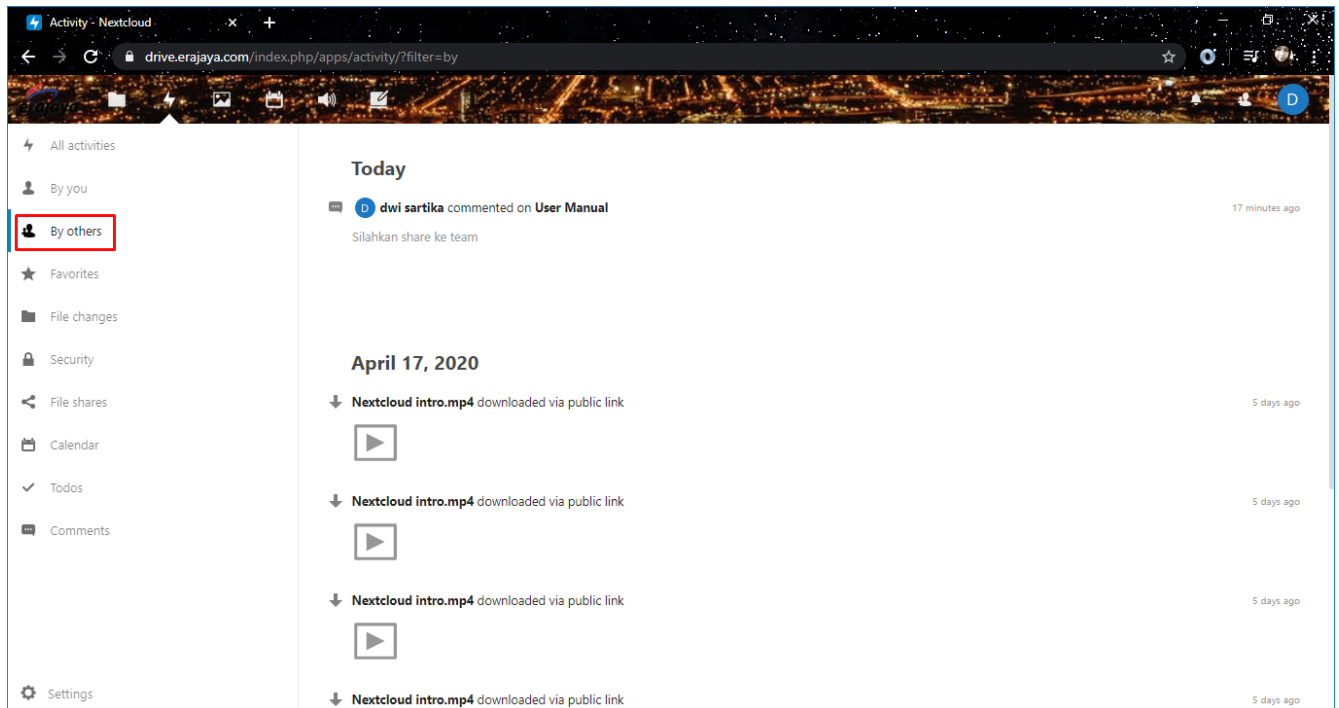 Activity - Nextcloud
drive.erajaya.com/index.php/apps/activity/?filter=by
erajaya
D
All activities
By you
By others
Favorites
File changes
Security
File shares
Calendar
Todos
Comments
Settings
Today
D dwi sartika commented on User Manual 17 minutes ago
Silahkan share ke team
April 17, 2020
Nextcloud intro.mp4 downloaded via public link 5 days ago
Nextcloud intro.mp4 downloaded via public link 5 days ago
Nextcloud intro.mp4 downloaded via public link 5 days ago
Nextcloud intro.mp4 downloaded via public link 5 days ago